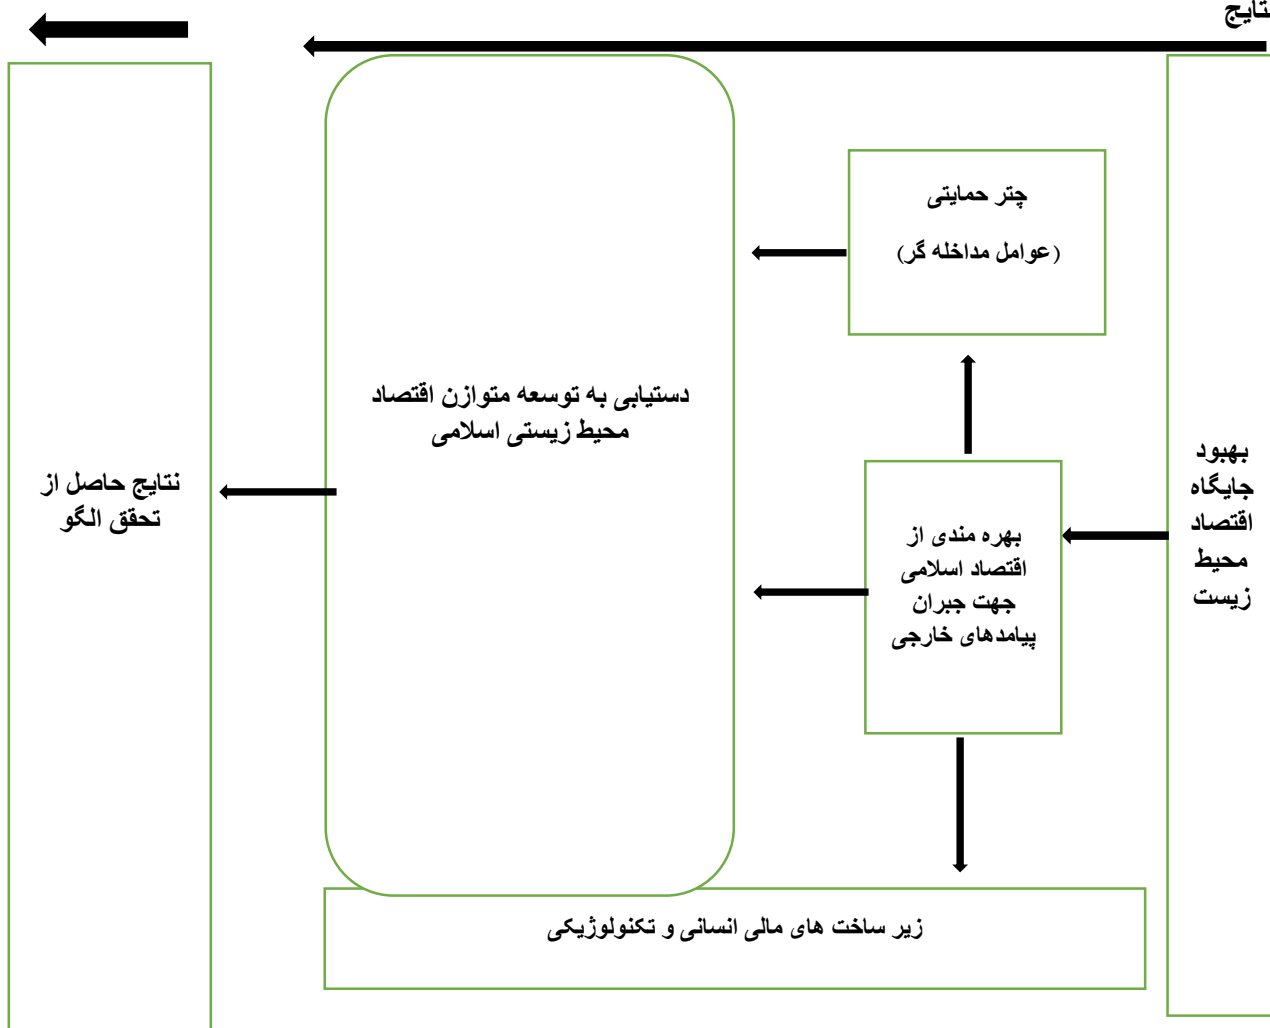 تایج
چتر حمایتی
(عوامل مداخله گر)
بهبود
جایگاه
اقتصاد
محیط
زیست
بهره مندی از
اقتصاد اسلامی
جهت جبران
پیامدهای خارجی
دستیابی به توسعه متوازن اقتصاد
محیط زیستی اسلامی
نتایج حاصل از
تحقق الگو
زیر ساخت های مالی انسانی و تکنولوژیکی